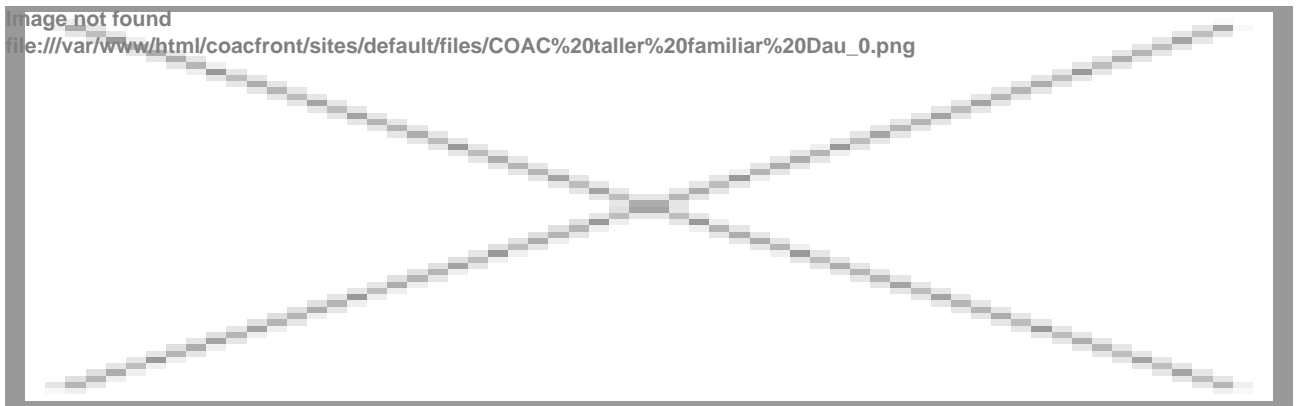 Image not found
file:///var/www/html/coacfront/sites/default/files/COAC%20taller%20familiar%20Dau_0.png